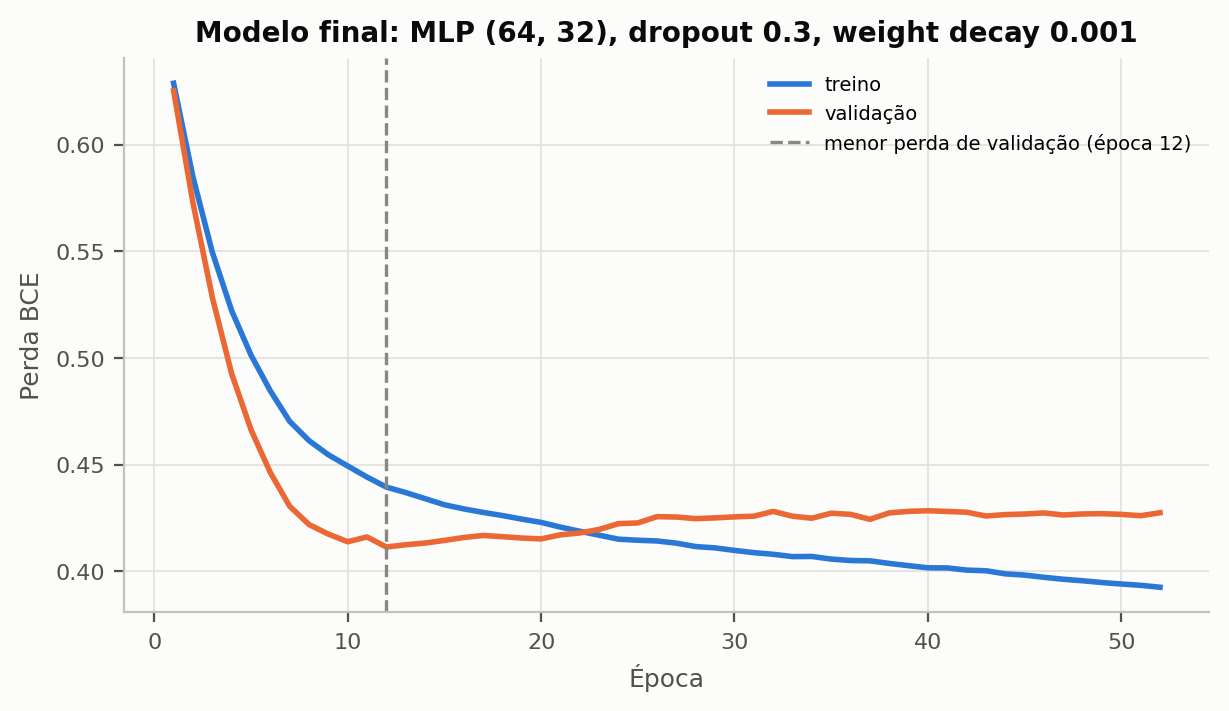 Modelo final: MLP (64, 32), dropout 0.3, weight decay 0.001
treino
validação
menor perda de validação (época 12)
0.60
0.55
0.50
0.45
0.40
Perda BCE
0
10
20
30
40
50
Época